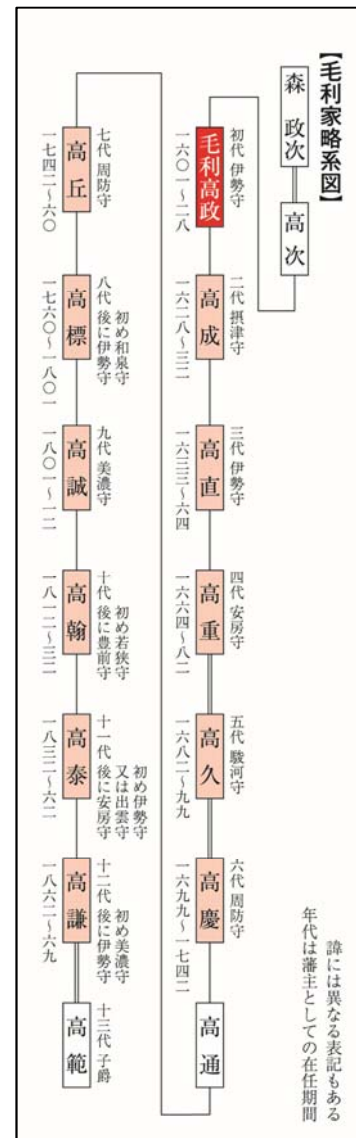 【毛利家略系図】
森 政次
高次
初代 伊勢守
毛利高政
一六〇一〜二八
二代 摂津守
高成
一六二八〜三二
三代 伊勢守
高直
一六三三〜六四
四代 安房守
高重
一六六四〜八二
五代 駿河守
高久
一六八二〜九九
六代 周防守
高慶
一六九九〜一七四二
高通
七代 周防守
高丘
一七四二〜六〇
初め和泉守
八代 後に伊勢守
高標
一七六〇〜一八〇一
九代 美濃守
高誠
一八〇一〜一二
初め若狭守
十代 後に豊前守
高翰
一八一二〜三二
初め伊勢守
又は出雲守
十一代 後に安房守
高泰
一八三二〜六二
初め美濃守
十二代 後に伊勢守
高謙
一八六二〜六九
十三代 子爵
高範
諱には異なる表記もある
年代は藩主としての在任期間